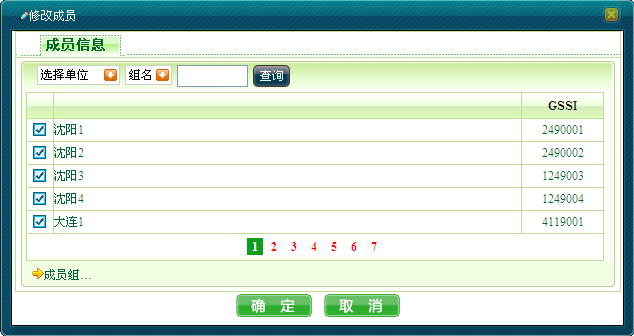 修改成员
成员信息
选择单位 组名 查询
GSSI
沈阳1 2490001
沈阳2 2490002
沈阳3 1249003
沈阳4 1249004
大连1 4119001
1 2 3 4 5 6 7
成员组...
确 定 取 消